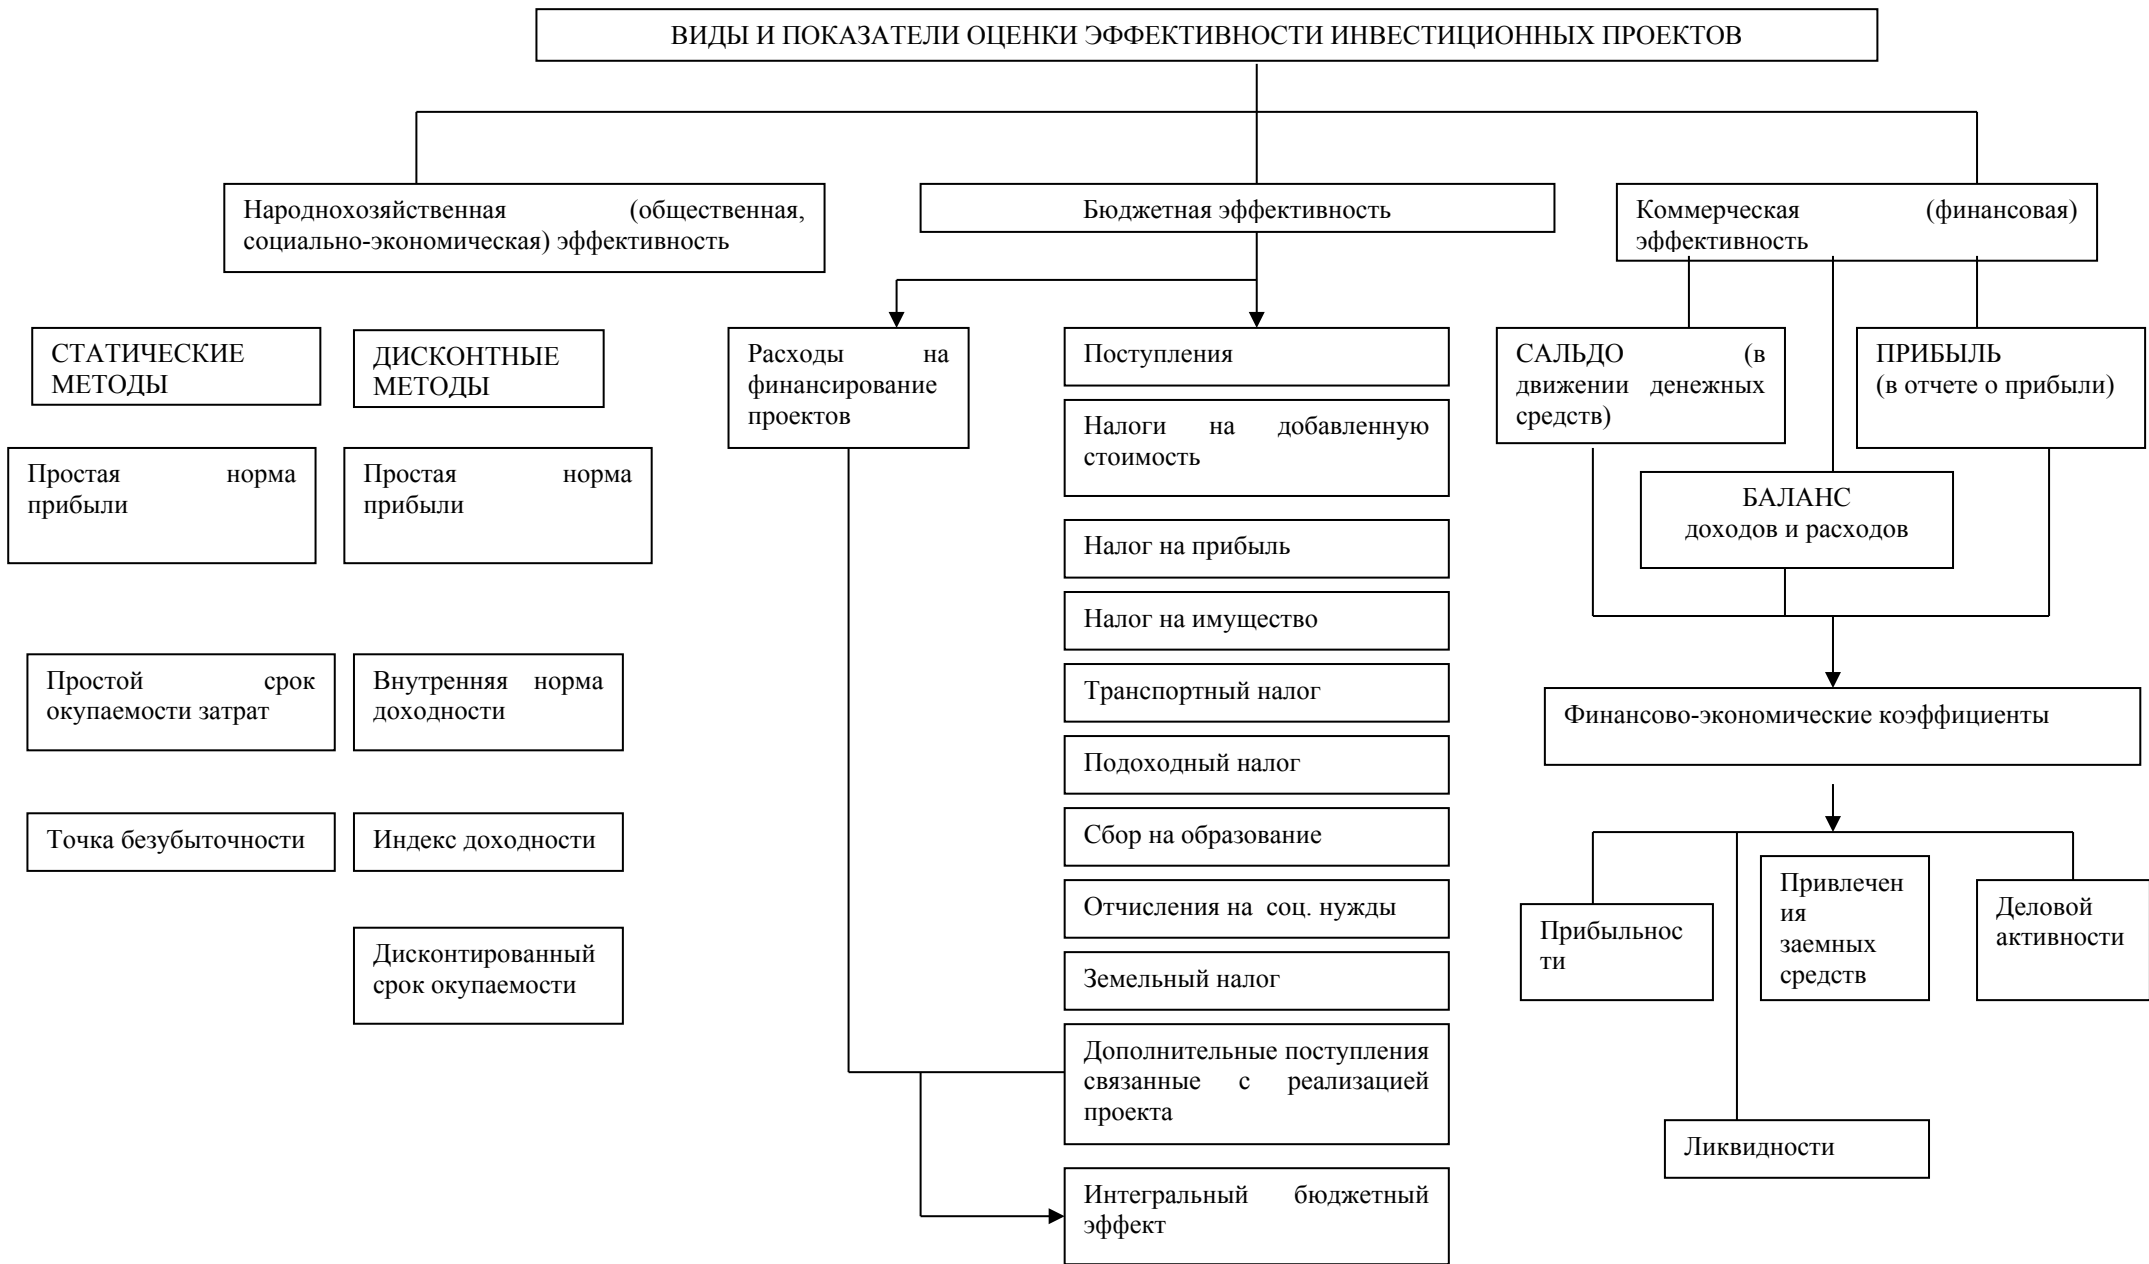 ВИДЫ И ПОКАЗАТЕЛИ ОЦЕНКИ ЭФФЕКТИВНОСТИ ИНВЕСТИЦИОННЫХ ПРОЕКТОВ
Народнохозяйственная (общественная,
социально-экономическая) эффективность
Бюджетная эффективность
Коммерческая (финансовая)
эффективность
СТАТИЧЕСКИЕ
МЕТОДЫ
Простая норма
прибыли
Простой срок
окупаемости затрат
Точка безубыточности
ДИСКОНТНЫЕ
МЕТОДЫ
Простая норма
прибыли
Внутренняя норма
доходности
Индекс доходности
Дисконтированный
срок окупаемости
Расходы на
финансирование
проектов
Поступления
Налоги на добавленную
стоимость
Налог на прибыль
Налог на имущество
Транспортный налог
Подоходный налог
Сбор на образование
Отчисления на соц. нужды
Земельный налог
Дополнительные поступления
связанные с реализацией
проекта
Интегральный бюджетный
эффект
САЛЬДО (в
движении денежных
средств)
ПРИБЫЛЬ
(в отчете о прибыли)
БАЛАНС
доходов и расходов
Финансово-экономические коэффициенты
Прибыльнос
ти
Привлечен
ия
заемных
средств
Деловой
активности
Ликвидности